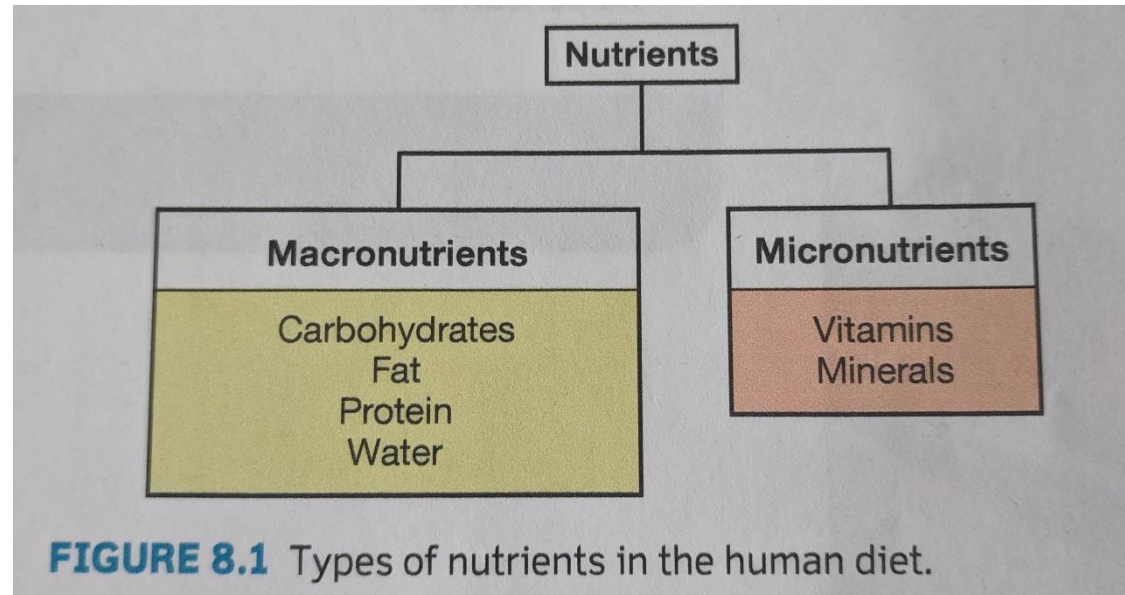 Nutrients
Macronutrients
Carbohydrates
Fat
Protein
Water
Micronutrients
Vitamins
Minerals
FIGURE 8.1 Types of nutrients in the human diet.